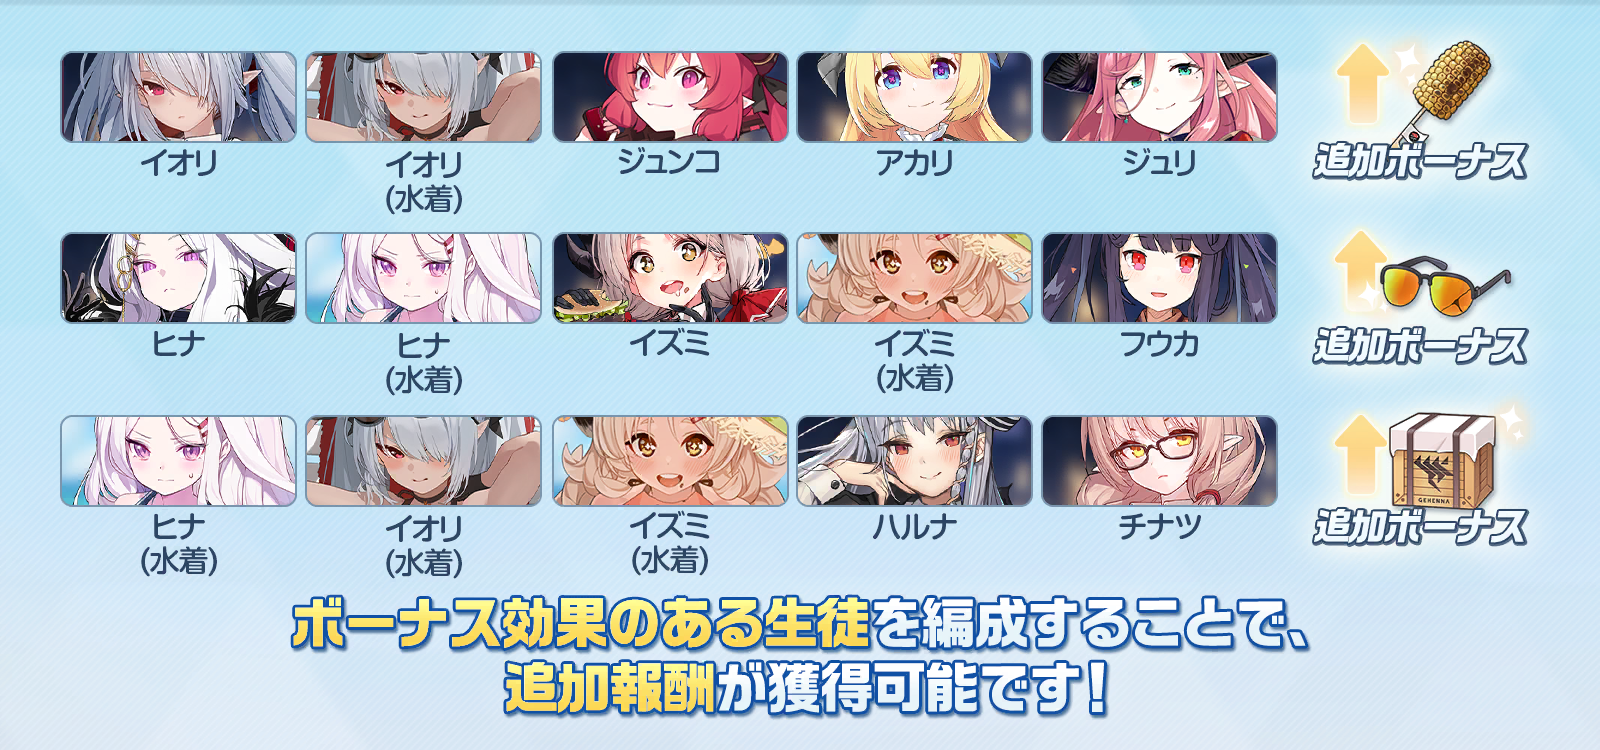 イオリ
イオリ
(水着)
ジュンコ
アカリ
ジュリ
追加ボーナス
ヒナ
ヒナ
(水着)
イズミ
イズミ
(水着)
フウカ
追加ボーナス
ヒナ
(水着)
イオリ
(水着)
イズミ
(水着)
ハルナ
チナツ
GEHENNA
追加ボーナス
ボーナス効果のある生徒を編成することで、
追加報酬が獲得可能です!